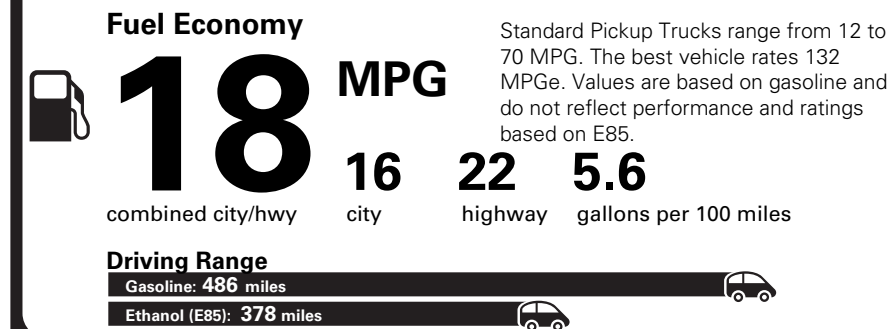 Fuel Economy
18
MPG
Standard Pickup Trucks range from 12 to
70 MPG. The best vehicle rates 132
MPGe. Values are based on gasoline and
do not reflect performance and ratings
based on E85.
16 22 5.6
combined city/hwy city highway gallons per 100 miles
Driving Range
Gasoline: 486 miles
Ethanol (E85): 378 miles